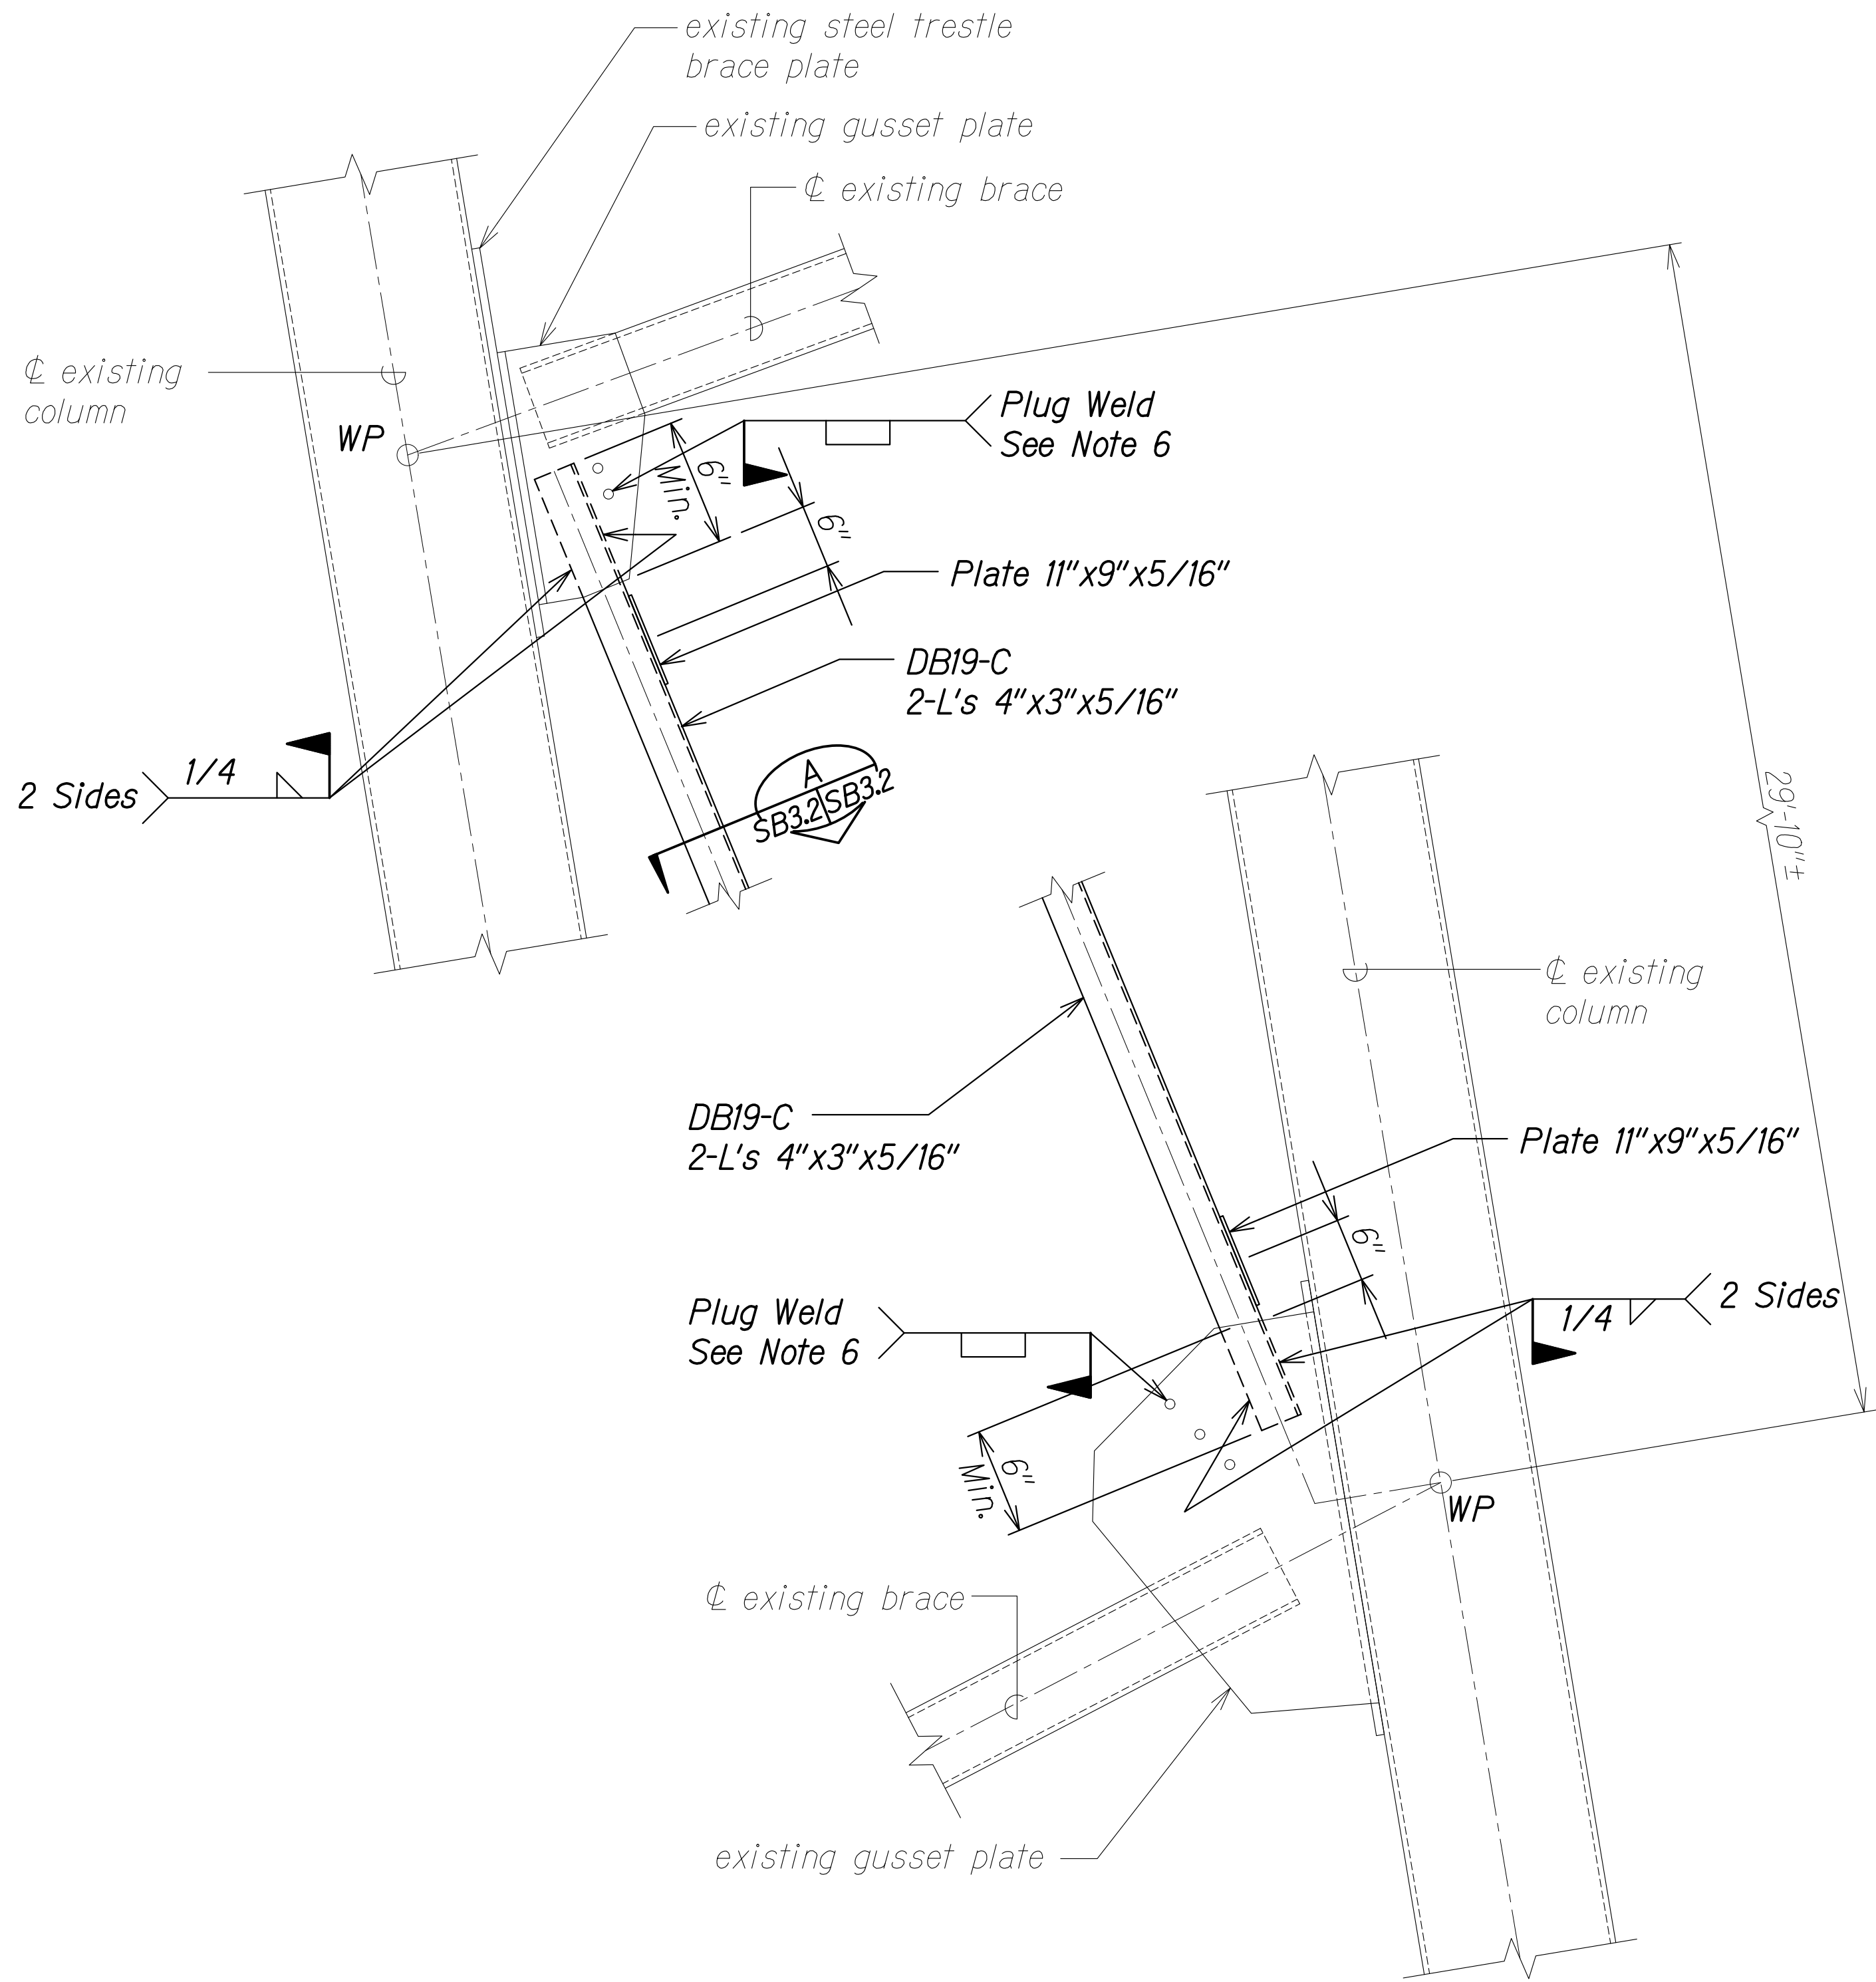 existing steel trestle
brace plate
existing gusset plate
℄ existing brace
℄ existing
column
WP
Plug Weld
See Note 6
6"
Min.
6"
Plate 11"x9"x5/16"
DB19-C
2-L's 4"x3"x5/16"
2 Sides
1/4
A
SB3.2
SB3.2
29'-10"±
℄ existing
column
DB19-C
2-L's 4"x3"x5/16"
Plate 11"x9"x5/16"
6"
Plug Weld
See Note 6
1/4
2 Sides
6"
Min.
WP
℄ existing brace
existing gusset plate